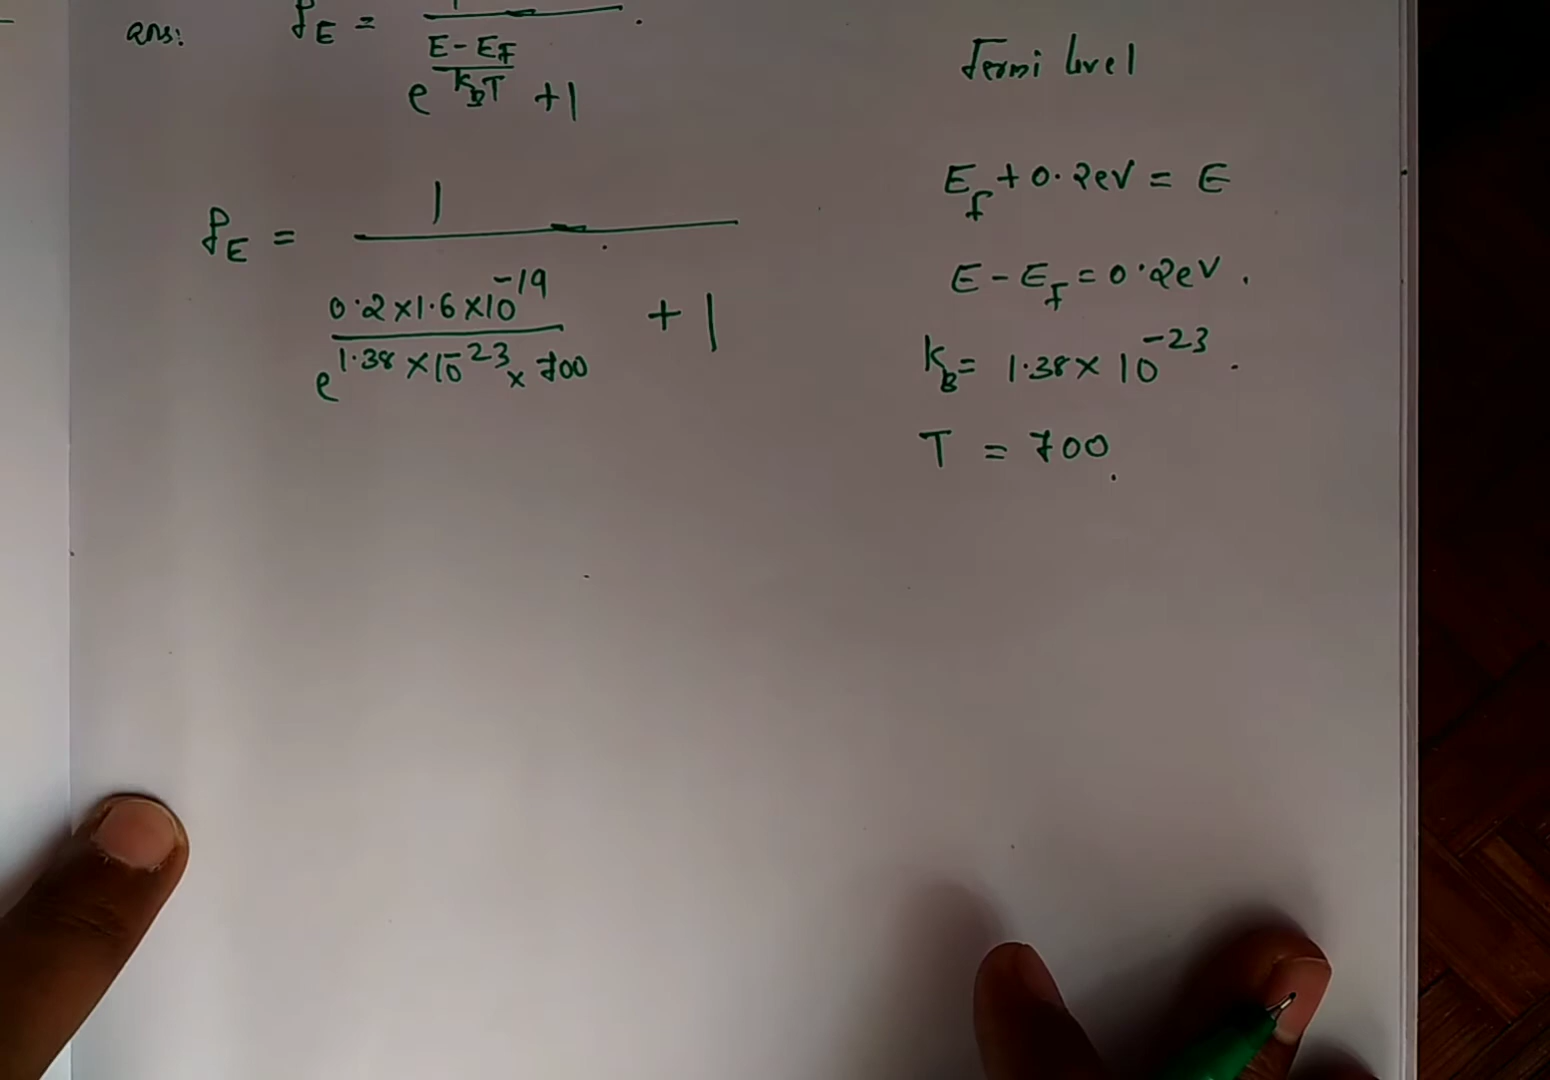 ans: f_E = 1 / (e^((E - E_F)/(K_B T)) + 1)
f_E = 1 / (e^((0.2 × 1.6 × 10^-19)/(1.38 × 10^-23 × 700)) + 1)
Fermi level
E_f + 0.2eV = E
E - E_f = 0.2eV.
K_B = 1.38 × 10^-23.
T = 700.